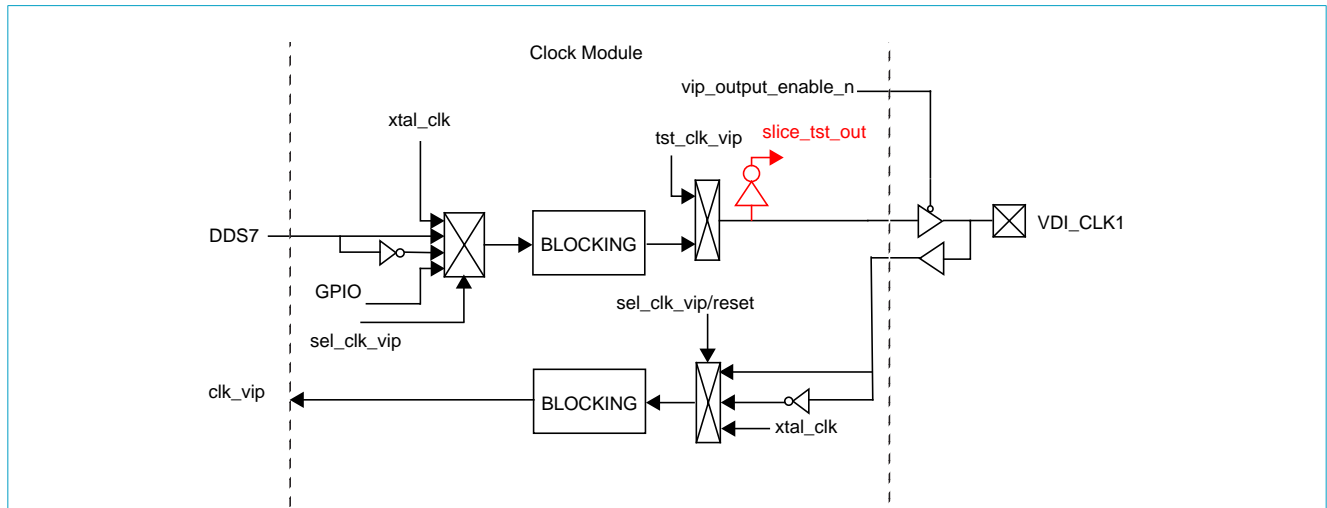 Clock Module
vip_output_enable_n
xtal_clk
tst_clk_vip
slice_tst_out
DDS7
BLOCKING
VDI_CLK1
GPIO
sel_clk_vip
sel_clk_vip/reset
clk_vip
BLOCKING
xtal_clk